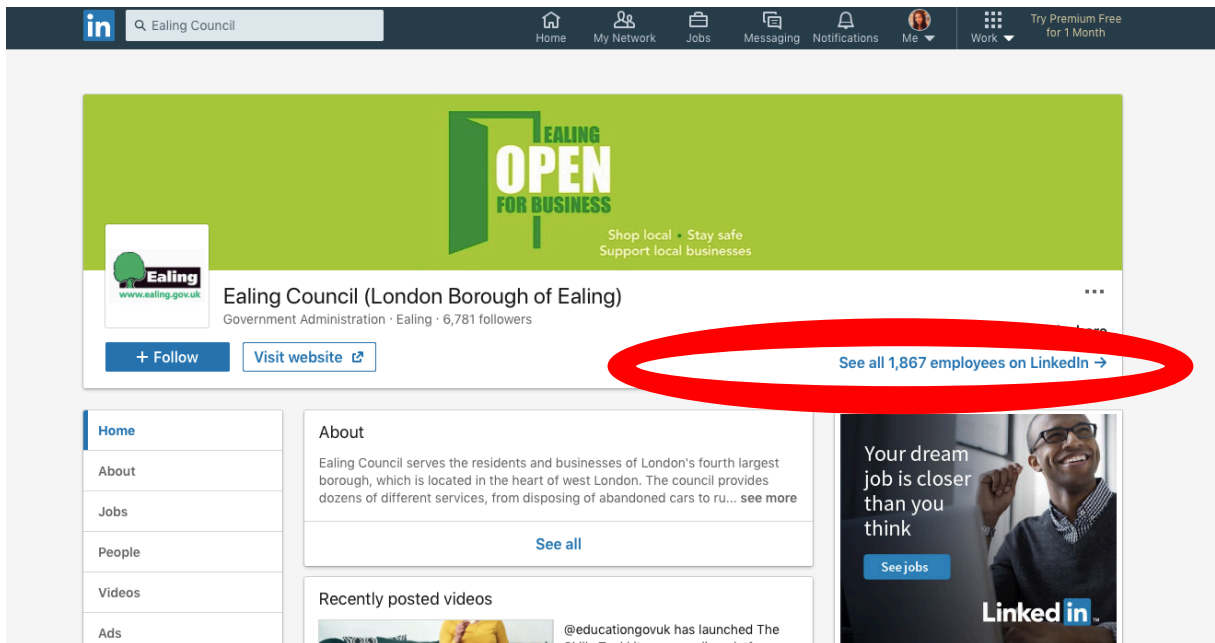 in
Ealing Council
Home
My Network
Jobs
Messaging
Notifications
Me
Work
Try Premium Free
for 1 Month
EALING
OPEN
FOR BUSINESS
Shop local • Stay safe
Support local businesses
Ealing
www.ealing.gov.uk
Ealing Council (London Borough of Ealing)
Government Administration · Ealing · 6,781 followers
+ Follow
Visit website
See all 1,867 employees on LinkedIn →
Home
About
Jobs
People
Videos
Ads
About
Ealing Council serves the residents and businesses of London's fourth largest
borough, which is located in the heart of west London. The council provides
dozens of different services, from disposing of abandoned cars to ru... see more
See all
Recently posted videos
@educationgovuk has launched The
Your dream
job is closer
than you
think
See jobs
Linked in